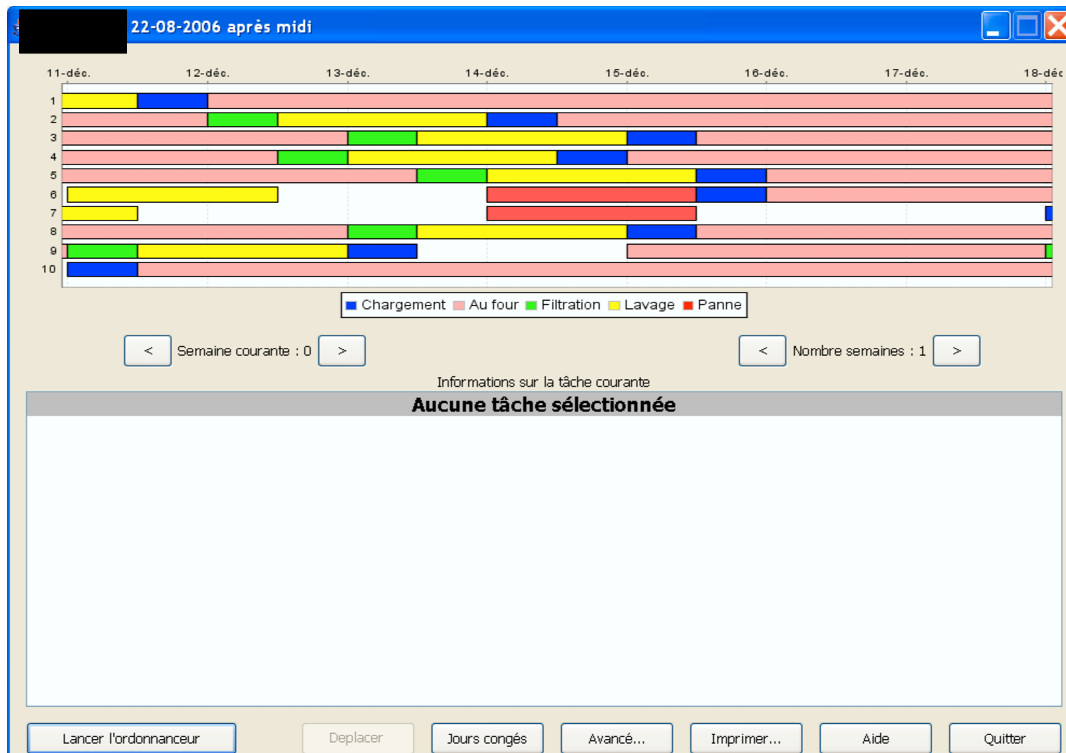 22-08-2006 après midi
11-déc. 12-déc. 13-déc. 14-déc. 15-déc. 16-déc. 17-déc. 18-déc
1
2
3
4
5
6
7
8
9
10
Chargement Au four Filtration Lavage Panne
< Semaine courante : 0 > < Nombre semaines : 1 >
Informations sur la tâche courante
Aucune tâche sélectionnée
Lancer l'ordonnanceur Deplacer Jours congés Avancé... Imprimer... Aide Quitter